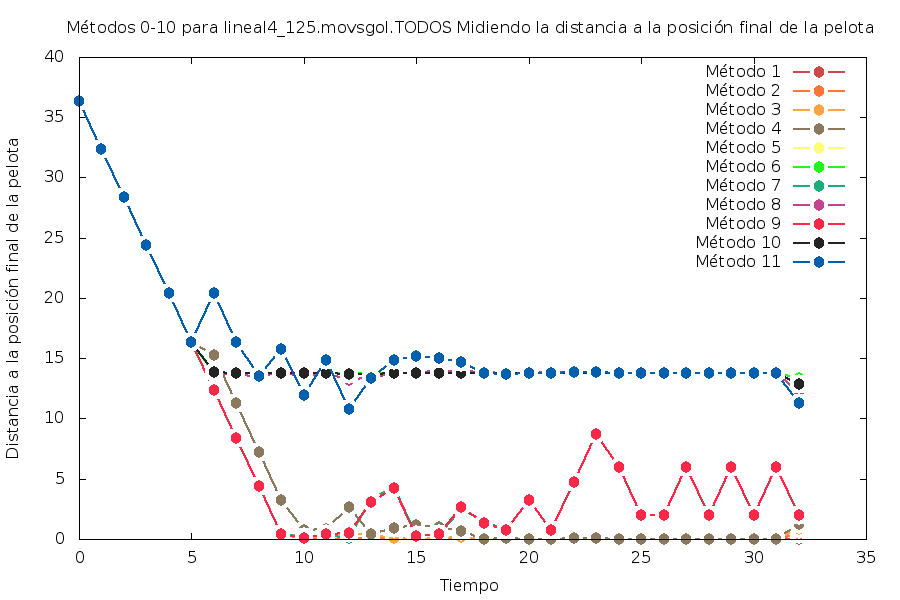 Métodos 0-10 para lineal4_125.movsgol.TODOS Midiendo la distancia a la posición final de la pelota
40
35
30
25
20
15
10
5
0
Distancia a la posición final de la pelota
Método 1
Método 2
Método 3
Método 4
Método 5
Método 6
Método 7
Método 8
Método 9
Método 10
Método 11
0 5 10 15 20 25 30 35
Tiempo